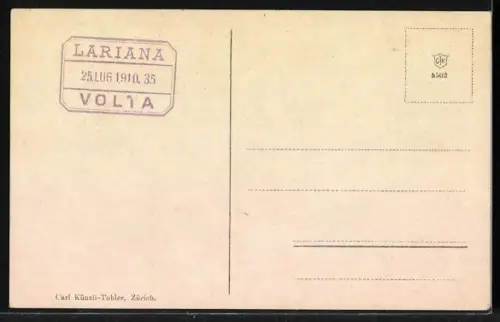 LARIANA
25.LUG 1910. 35
VOLTA
Carl Künzli-Tobler, Zürich.